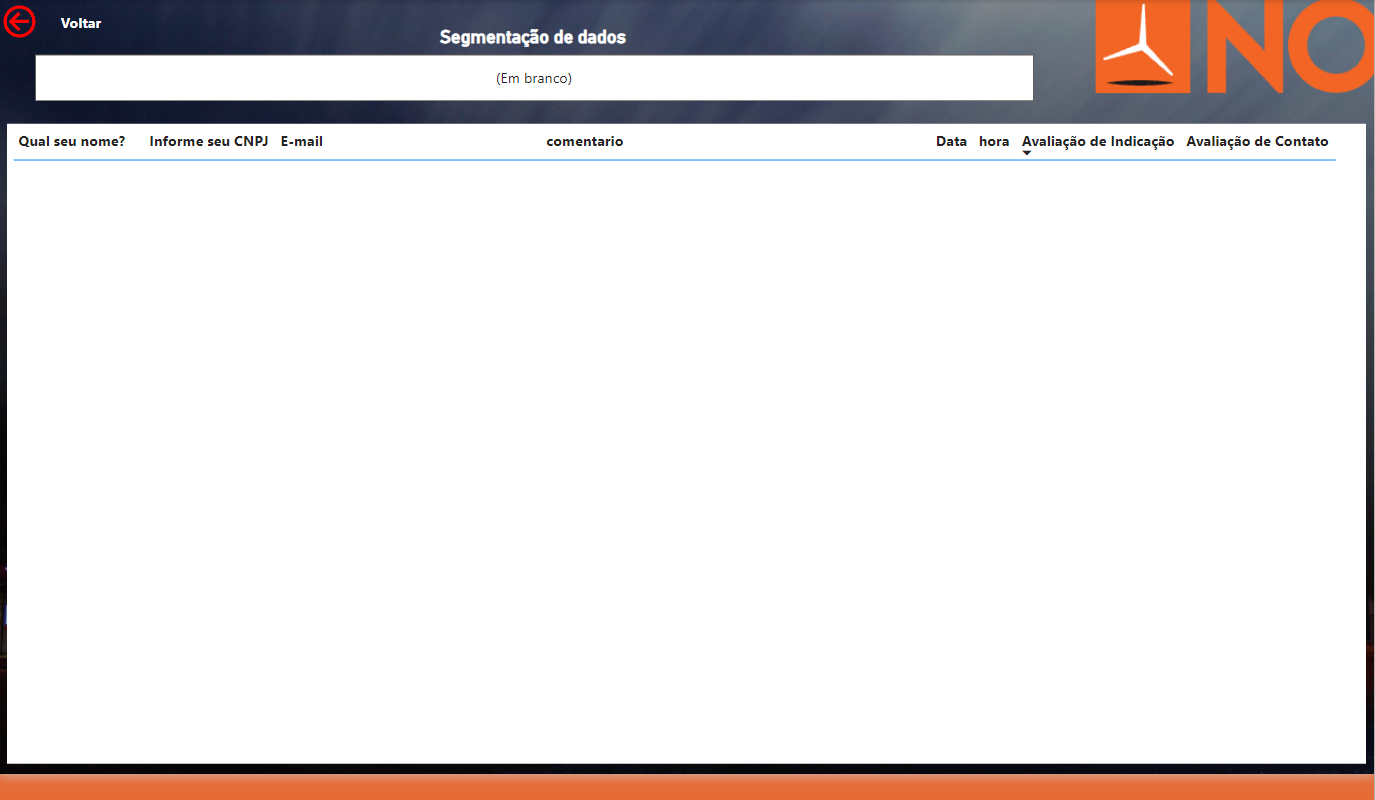 Voltar
Segmentação de dados
NO
(Em branco)
Qual seu nome? Informe seu CNPJ E-mail comentario Data hora Avaliação de Indicação Avaliação de Contato